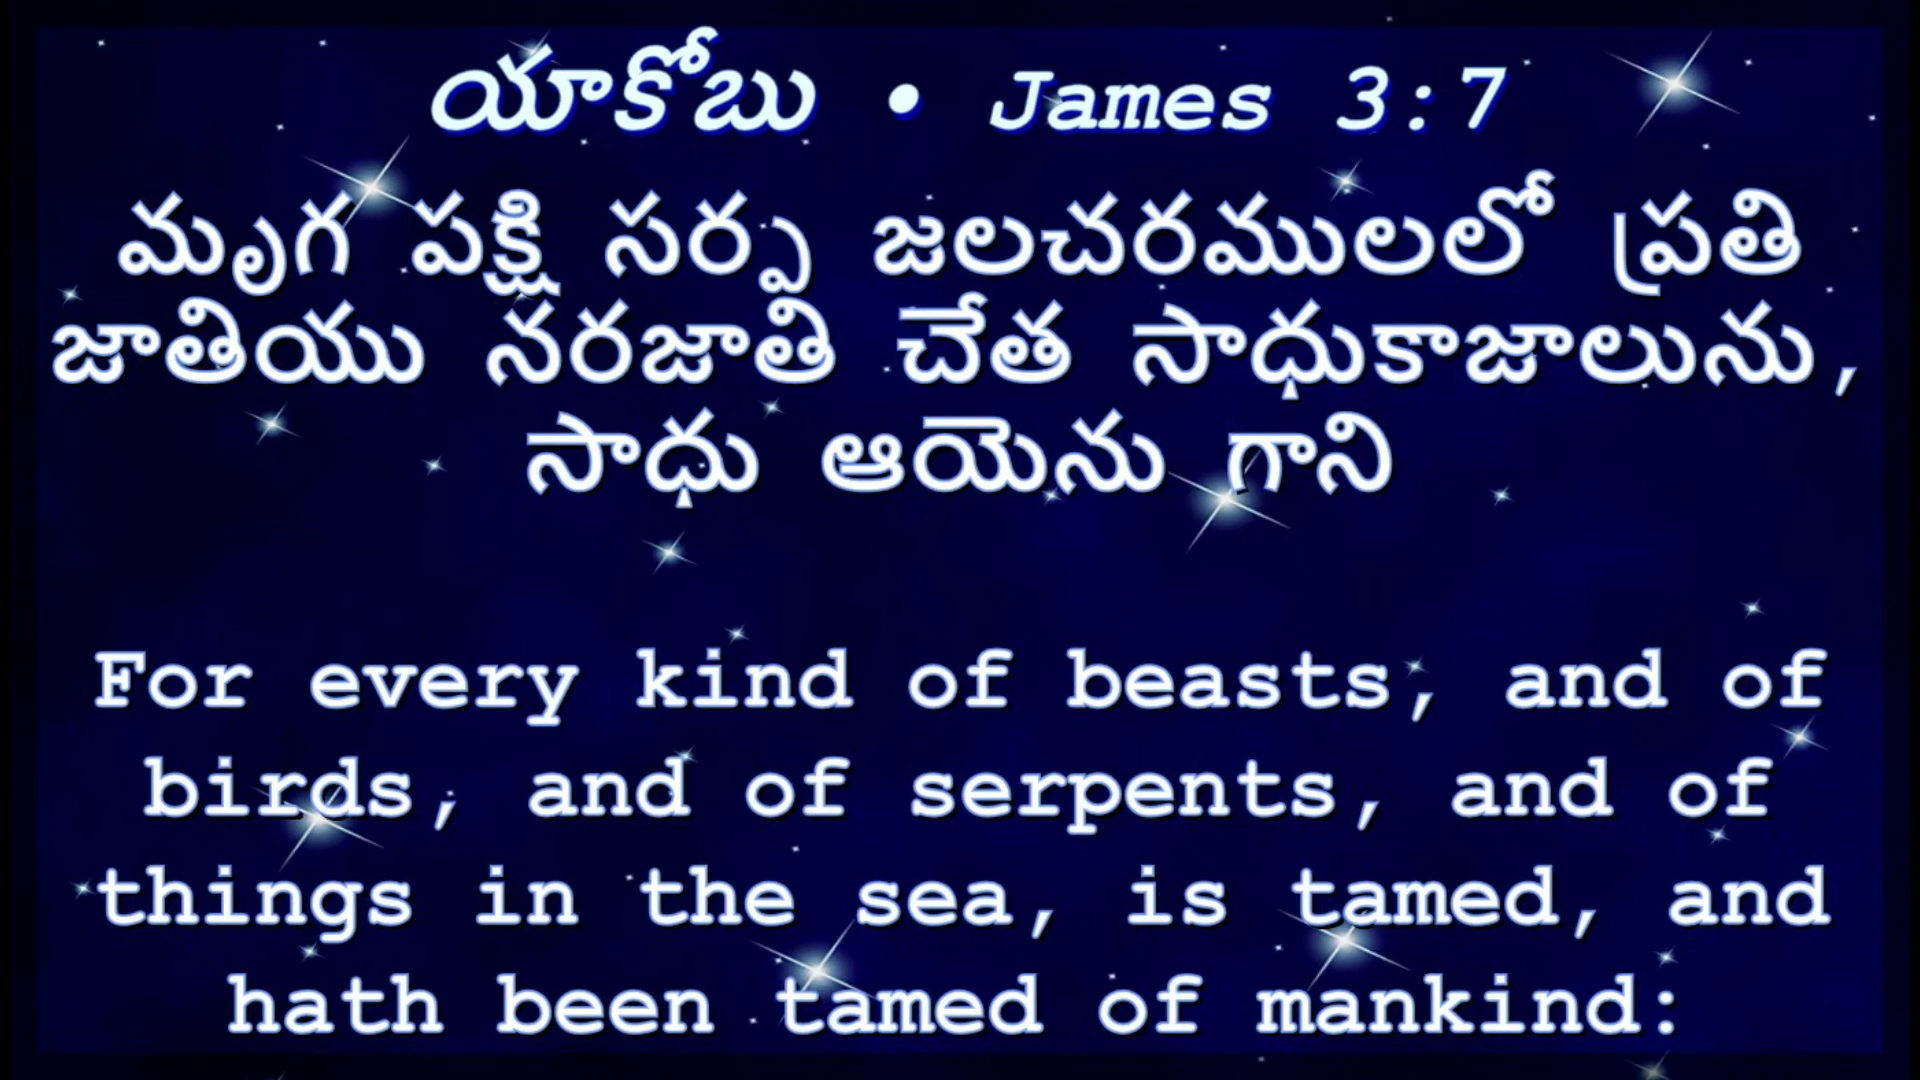 యాకోబు • James 3:7
మృగ పక్షి సర్ప జలచరములలో ప్రతి
జాతియు నరజాతి చేత సాధుకాజాలును,
సాధు ఆయెను గాని
For every kind of beasts, and of
birds, and of serpents, and of
things in the sea, is tamed, and
hath been tamed of mankind: